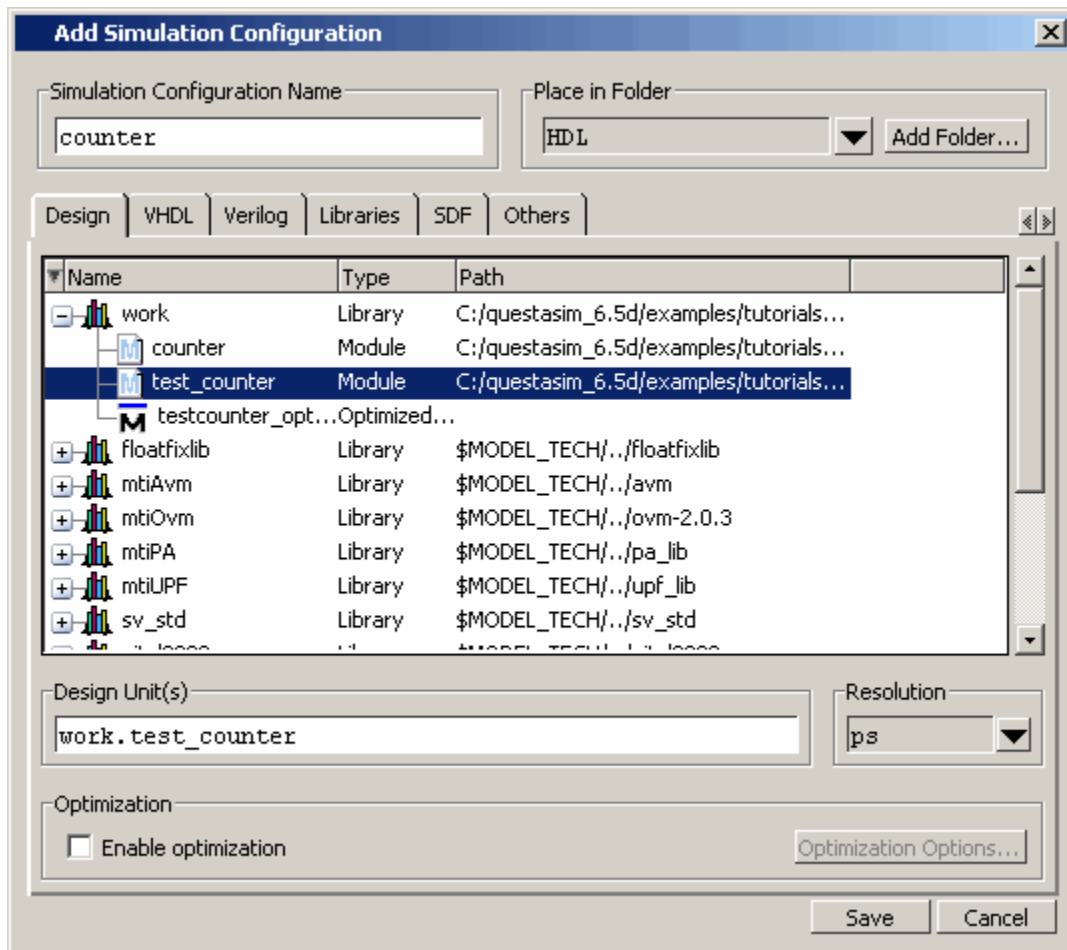 Add Simulation Configuration
Simulation Configuration Name
Place in Folder
counter
HDL
Add Folder...
Design VHDL Verilog Libraries SDF Others
Name Type Path
work Library C:/questasim_6.5d/examples/tutorials...
counter Module C:/questasim_6.5d/examples/tutorials...
test_counter Module C:/questasim_6.5d/examples/tutorials...
testcounter_opt...Optimized...
floatfixlib Library $MODEL_TECH/../floatfixlib
mtiAvm Library $MODEL_TECH/../avm
mtiOvm Library $MODEL_TECH/../ovm-2.0.3
mtiPA Library $MODEL_TECH/../pa_lib
mtiUPF Library $MODEL_TECH/../upf_lib
sv_std Library $MODEL_TECH/../sv_std
Design Unit(s)
Resolution
work.test_counter
ps
Optimization
Enable optimization
Optimization Options...
Save Cancel